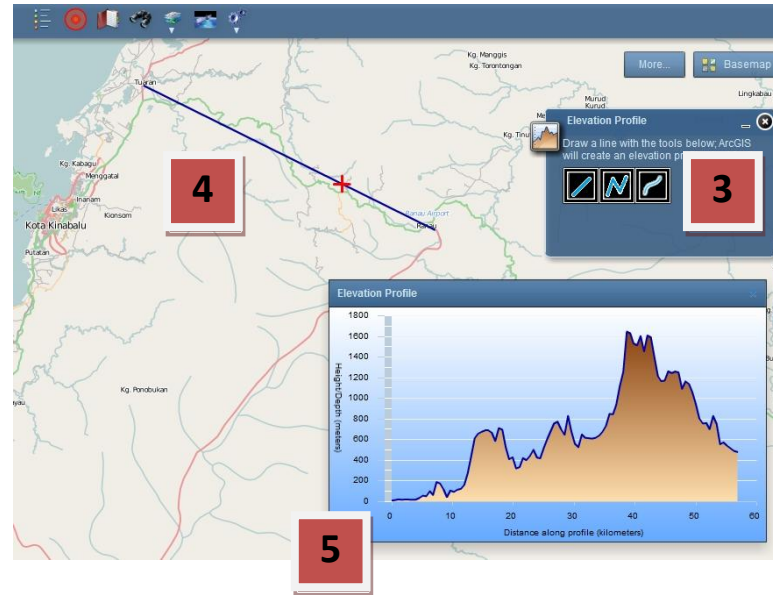 Kg. Manggis
Kg. Torontongan
More...
Basemap
Tuaran
Lingkabau
Murud
Kurud
Me
Elevation Profile
Kg. Tinu
Draw a line with the tools below; ArcGIS
will create an elevation pr
3
4
Kg. Kabagu
Menggatal
Inanam
Likas
Kionsom
Kota Kinabalu
Ranau Airport
Ranau
Putatan
Elevation Profile
1800
1600
1400
1200
1000
800
600
400
200
0
Height/Depth (meters)
Kg. Ponobukan
0 10 20 30 40 50 60
Distance along profile (kilometers)
5